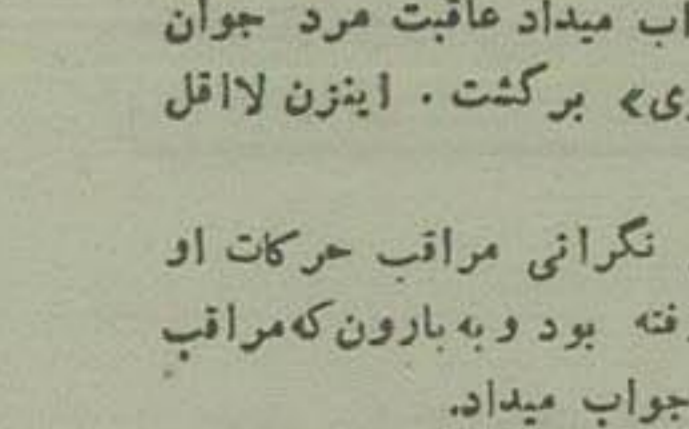 اب میداد عاقبت مرد جوان
ی» برگشت . اینزن لااقل
نگرانی مراقب حرکات او
فته بود و به بارون که مراقب
جواب میداد.